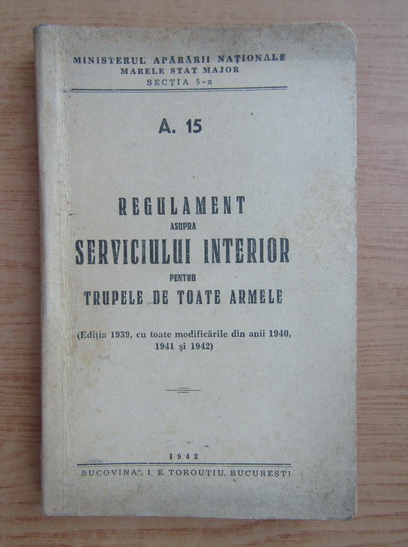 MINISTERUL APĂRĂRII NAȚIONALE
MARELE STAT MAJOR
SECȚIA 5-a
A. 15
REGULAMENT
ASUPRA
SERVICIULUI INTERIOR
PENTRU
TRUPELE DE TOATE ARMELE
(Ediția 1939, cu toate modificările din anii 1940,
1941 și 1942)
1942
BUCOVINA", I. E. TOROUȚIU, BUCUREȘTI